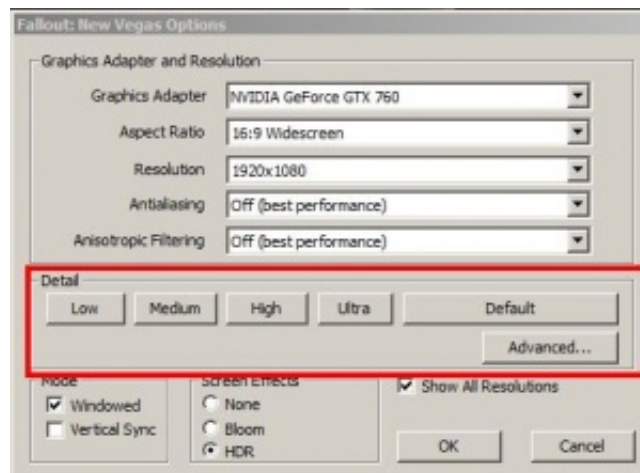 Fallout: New Vegas Options
Graphics Adapter and Resolution
Graphics Adapter NVIDIA GeForce GTX 760
Aspect Ratio 16:9 Widescreen
Resolution 1920x1080
Antialiasing Off (best performance)
Anisotropic Filtering Off (best performance)
Detail
Low Medium High Ultra Default
Advanced...
Mode Screen Effects Show All Resolutions
Windowed None
Vertical Sync Bloom
HDR OK Cancel